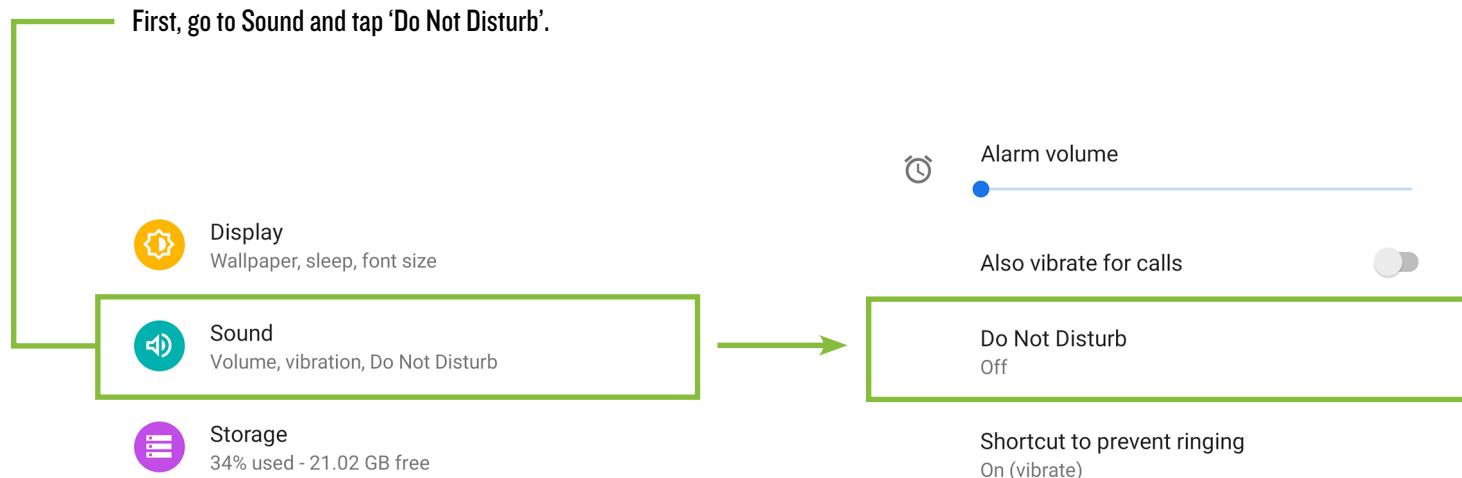 First, go to Sound and tap ‘Do Not Disturb’.
Display
Wallpaper, sleep, font size
Sound
Volume, vibration, Do Not Disturb
Storage
34% used - 21.02 GB free
Alarm volume
Also vibrate for calls
Do Not Disturb
Off
Shortcut to prevent ringing
On (vibrate)